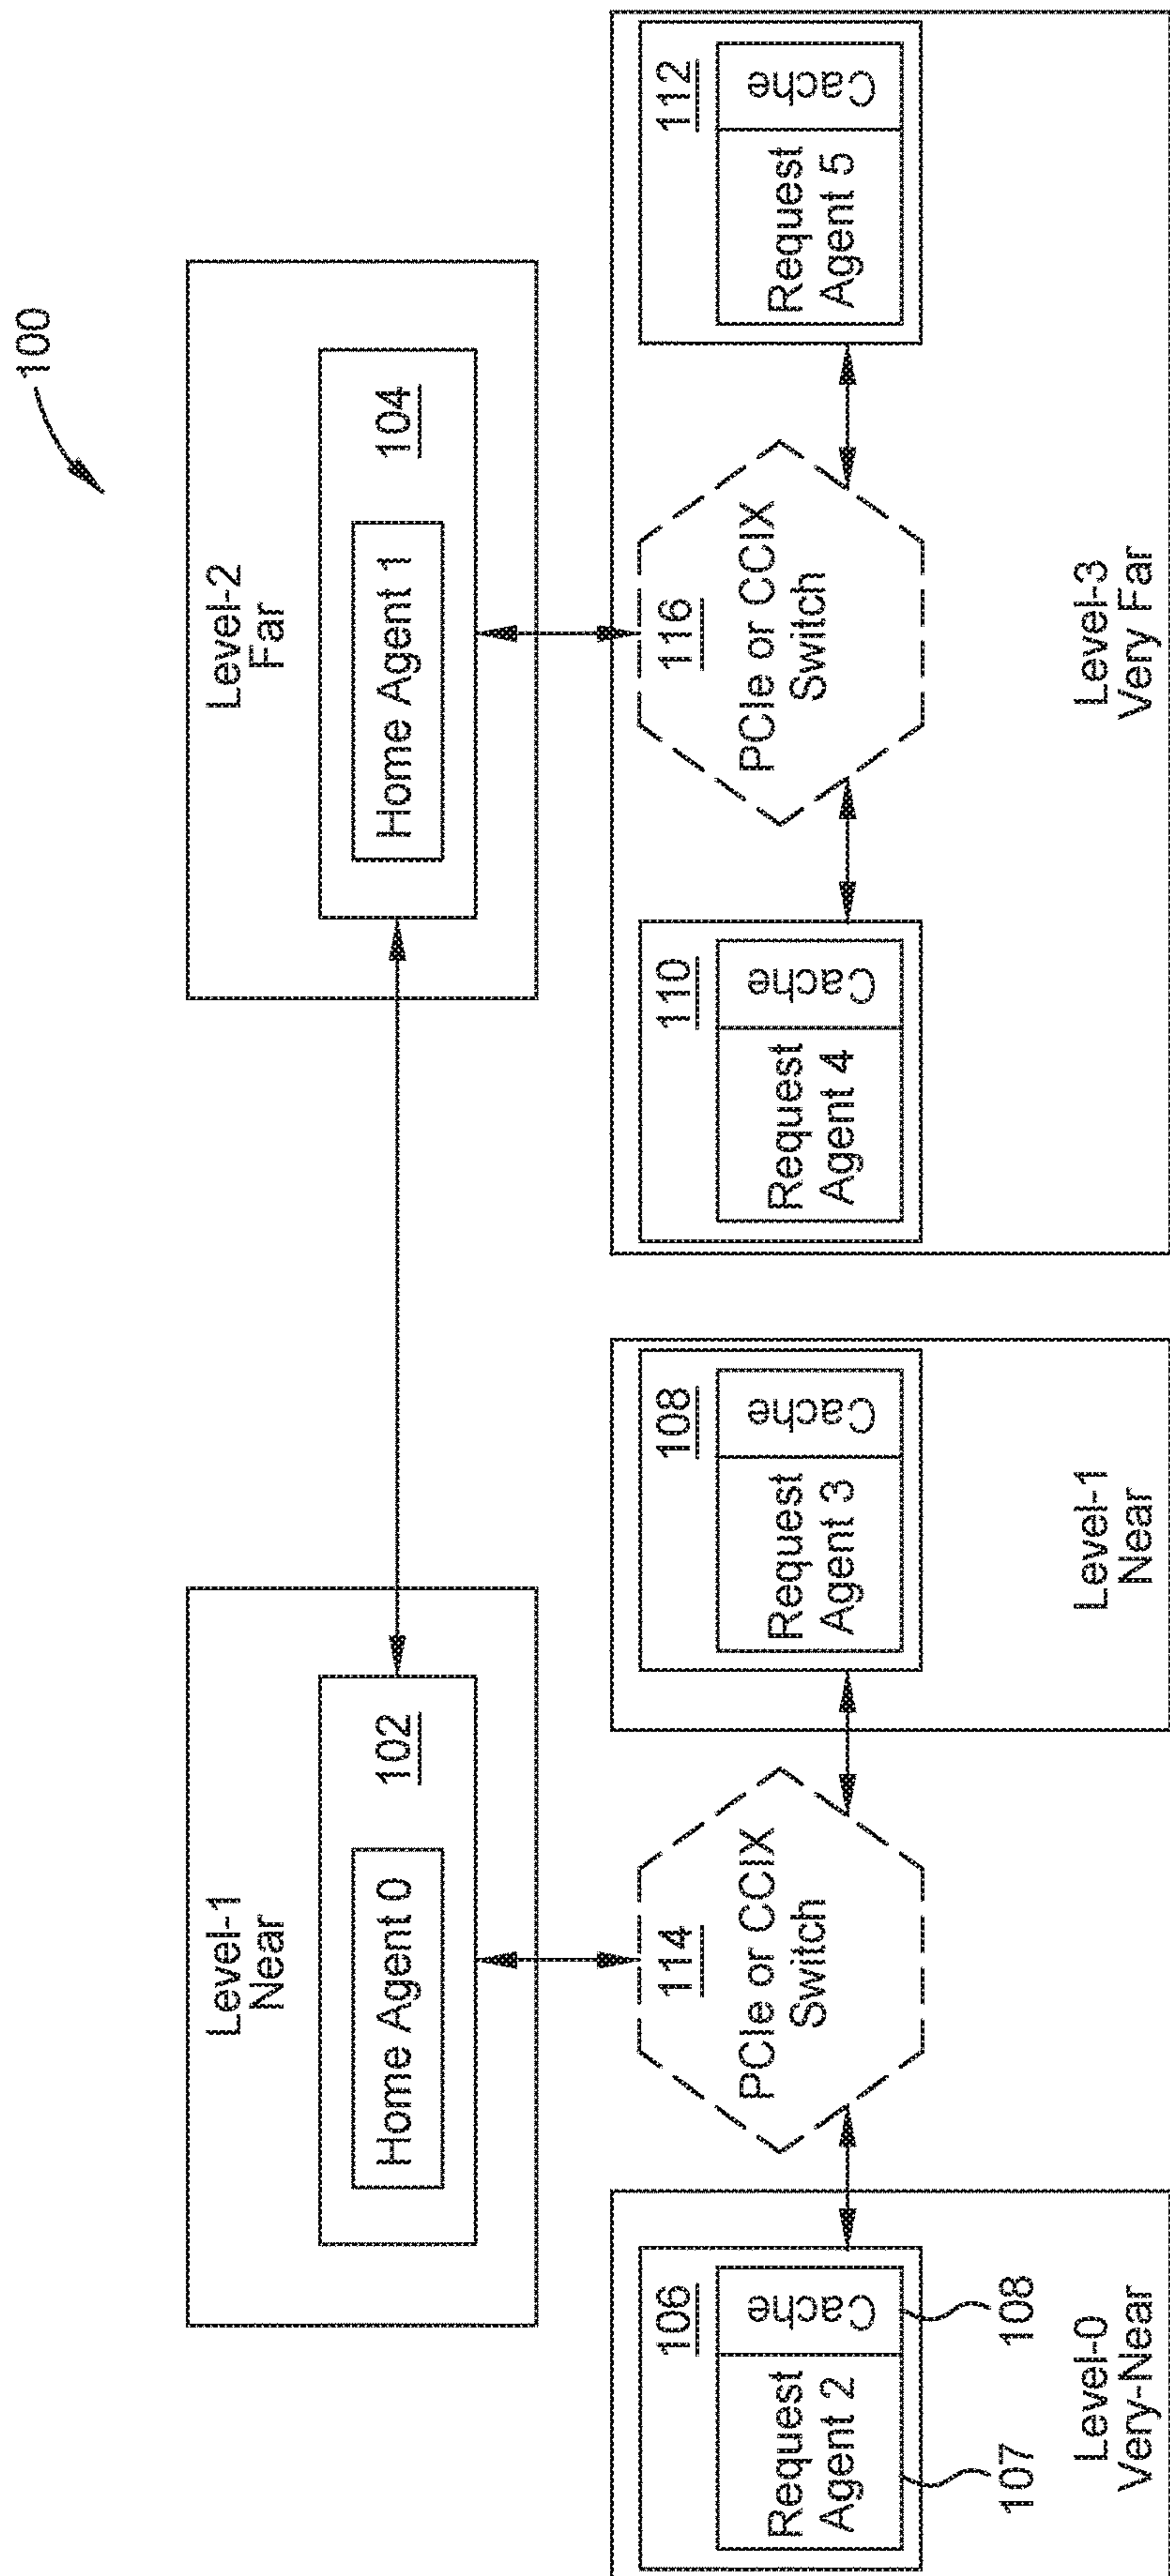 100
Level-1
Near
Home Agent 0
102
Level-2
Far
Home Agent 1
104
106
Request
Agent 2
Cache
107
108
Level-0
Very-Near
114
PCIe or CCIX
Switch
108
Request
Agent 3
Cache
Level-1
Near
110
Request
Agent 4
Cache
116
PCIe or CCIX
Switch
112
Request
Agent 5
Cache
Level-3
Very Far